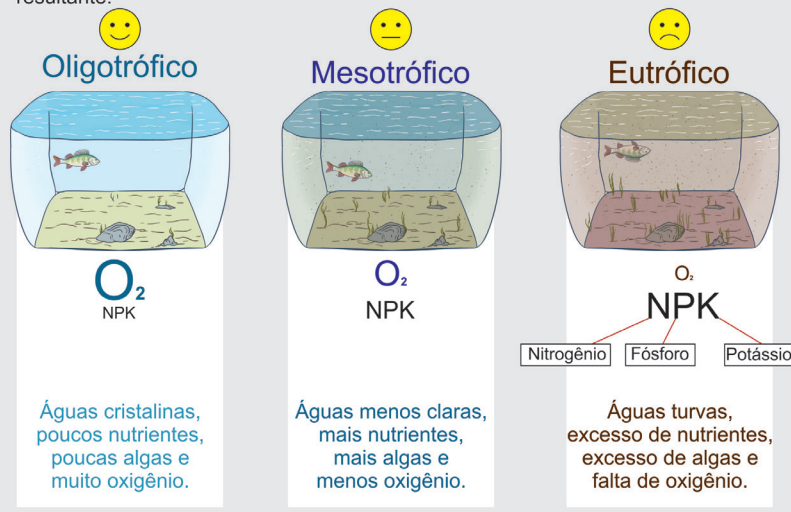 resultante.
Oligotrófico
Mesotrófico
Eutrófico
O₂
NPK
O₂
NPK
O₂
NPK
Nitrogênio
Fósforo
Potássio
Águas cristalinas,
poucos nutrientes,
poucas algas e
muito oxigênio.
Águas menos claras,
mais nutrientes,
mais algas e
menos oxigênio.
Águas turvas,
excesso de nutrientes,
excesso de algas e
falta de oxigênio.